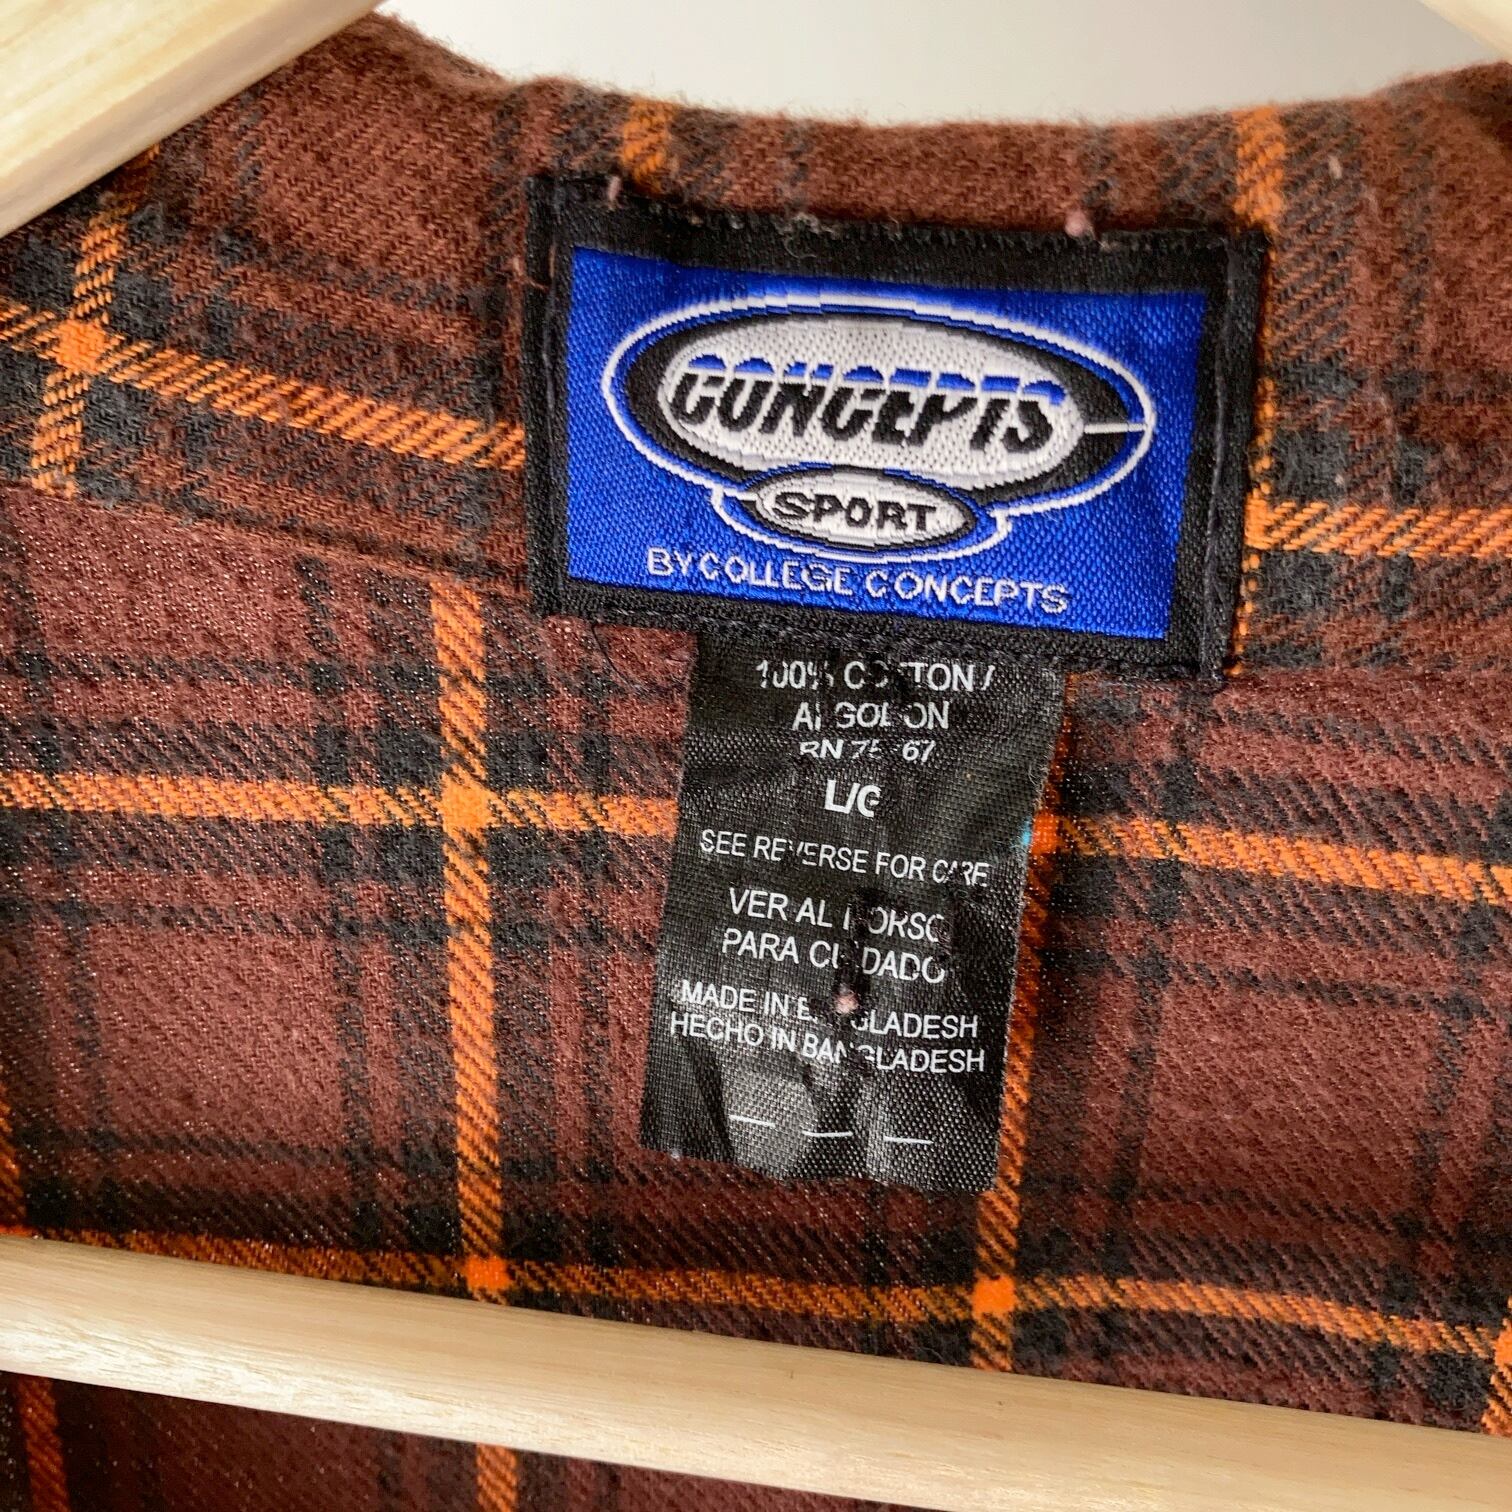 CONCEPTS
SPORT
BY COLLEGE CONCEPTS
100% COTTON /
ALGODON
RN
L/G
SEE REVERSE FOR CARE
VER AL DORSO
PARA CUIDADO
MADE IN BANGLADESH
HECHO IN BANGLADESH